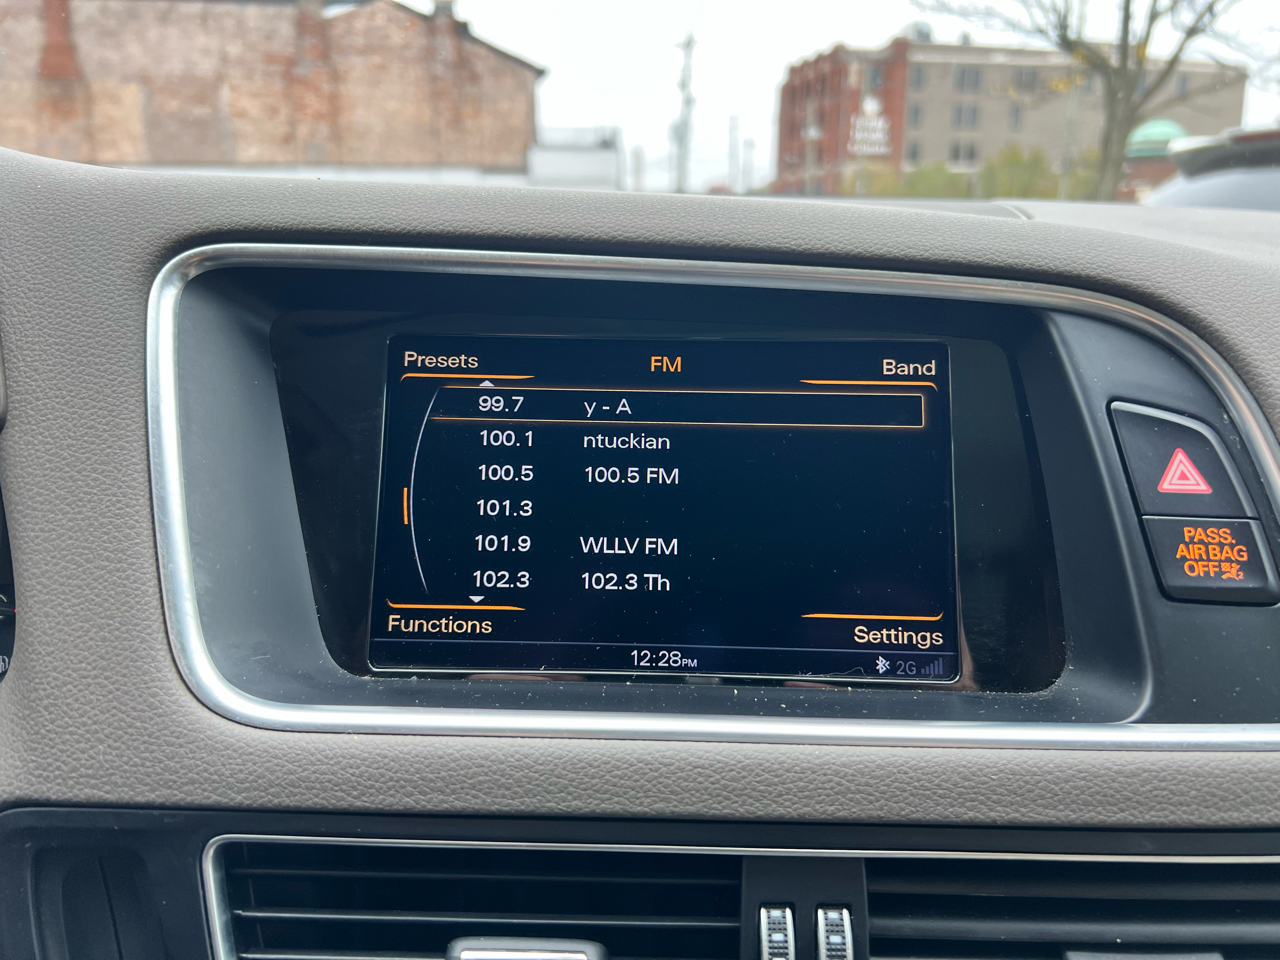 Presets FM Band
99.7 y - A
100.1 ntuckian
100.5 100.5 FM
101.3
101.9 WLLV FM
102.3 102.3 Th
Functions Settings
12:28PM 2G
PASS.
AIR BAG
OFF